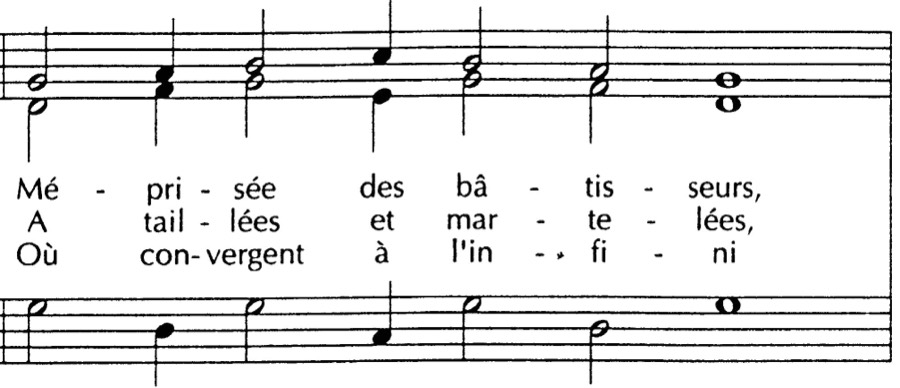 Mé - pri - sée des bâ - tis - seurs,
A tail - lées et mar - te - lées,
Où con - vergent à l'in - fi - ni